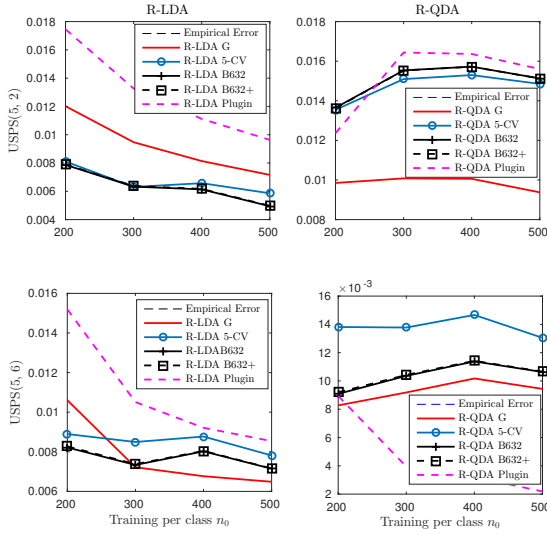 R-LDA
R-QDA
USPS(5, 2)
0.018
0.016
0.014
0.012
0.01
0.008
0.006
0.004
200
300
400
500
Empirical Error
R-LDA G
R-LDA 5-CV
R-LDA B632
R-LDA B632+
R-LDA Plugin
0.018
0.016
0.014
0.012
0.01
0.008
200
300
400
500
Empirical Error
R-QDA G
R-QDA 5-CV
R-QDA B632
R-QDA B632+
R-QDA Plugin
USPS(5, 6)
0.016
0.014
0.012
0.01
0.008
0.006
200
300
400
500
Training per class n₀
Empirical Error
R-LDA G
R-LDA 5-CV
R-LDAB632
R-LDA B632+
R-LDA Plugin
× 10⁻³
16
14
12
10
8
6
4
2
200
300
400
500
Training per class n₀
Empirical Error
R-QDA G
R-QDA 5-CV
R-QDA B632
R-QDA B632+
R-QDA Plugin